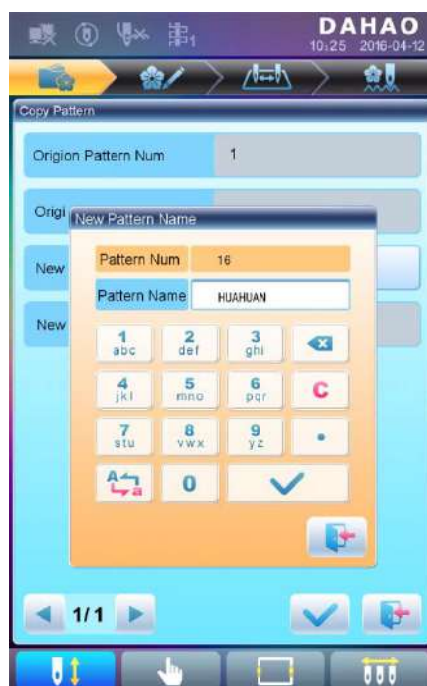 DAHAO
10:25 2016-04-12
1
Copy Pattern
Origion Pattern Num 1
Origi
New
New
New Pattern Name
Pattern Num 16
Pattern Name HUAHUAN
1 2 3
abc def ghi
4 5 6 C
jkl mno pqr
7 8 9 .
stu vwx yz
A a 0
1/1